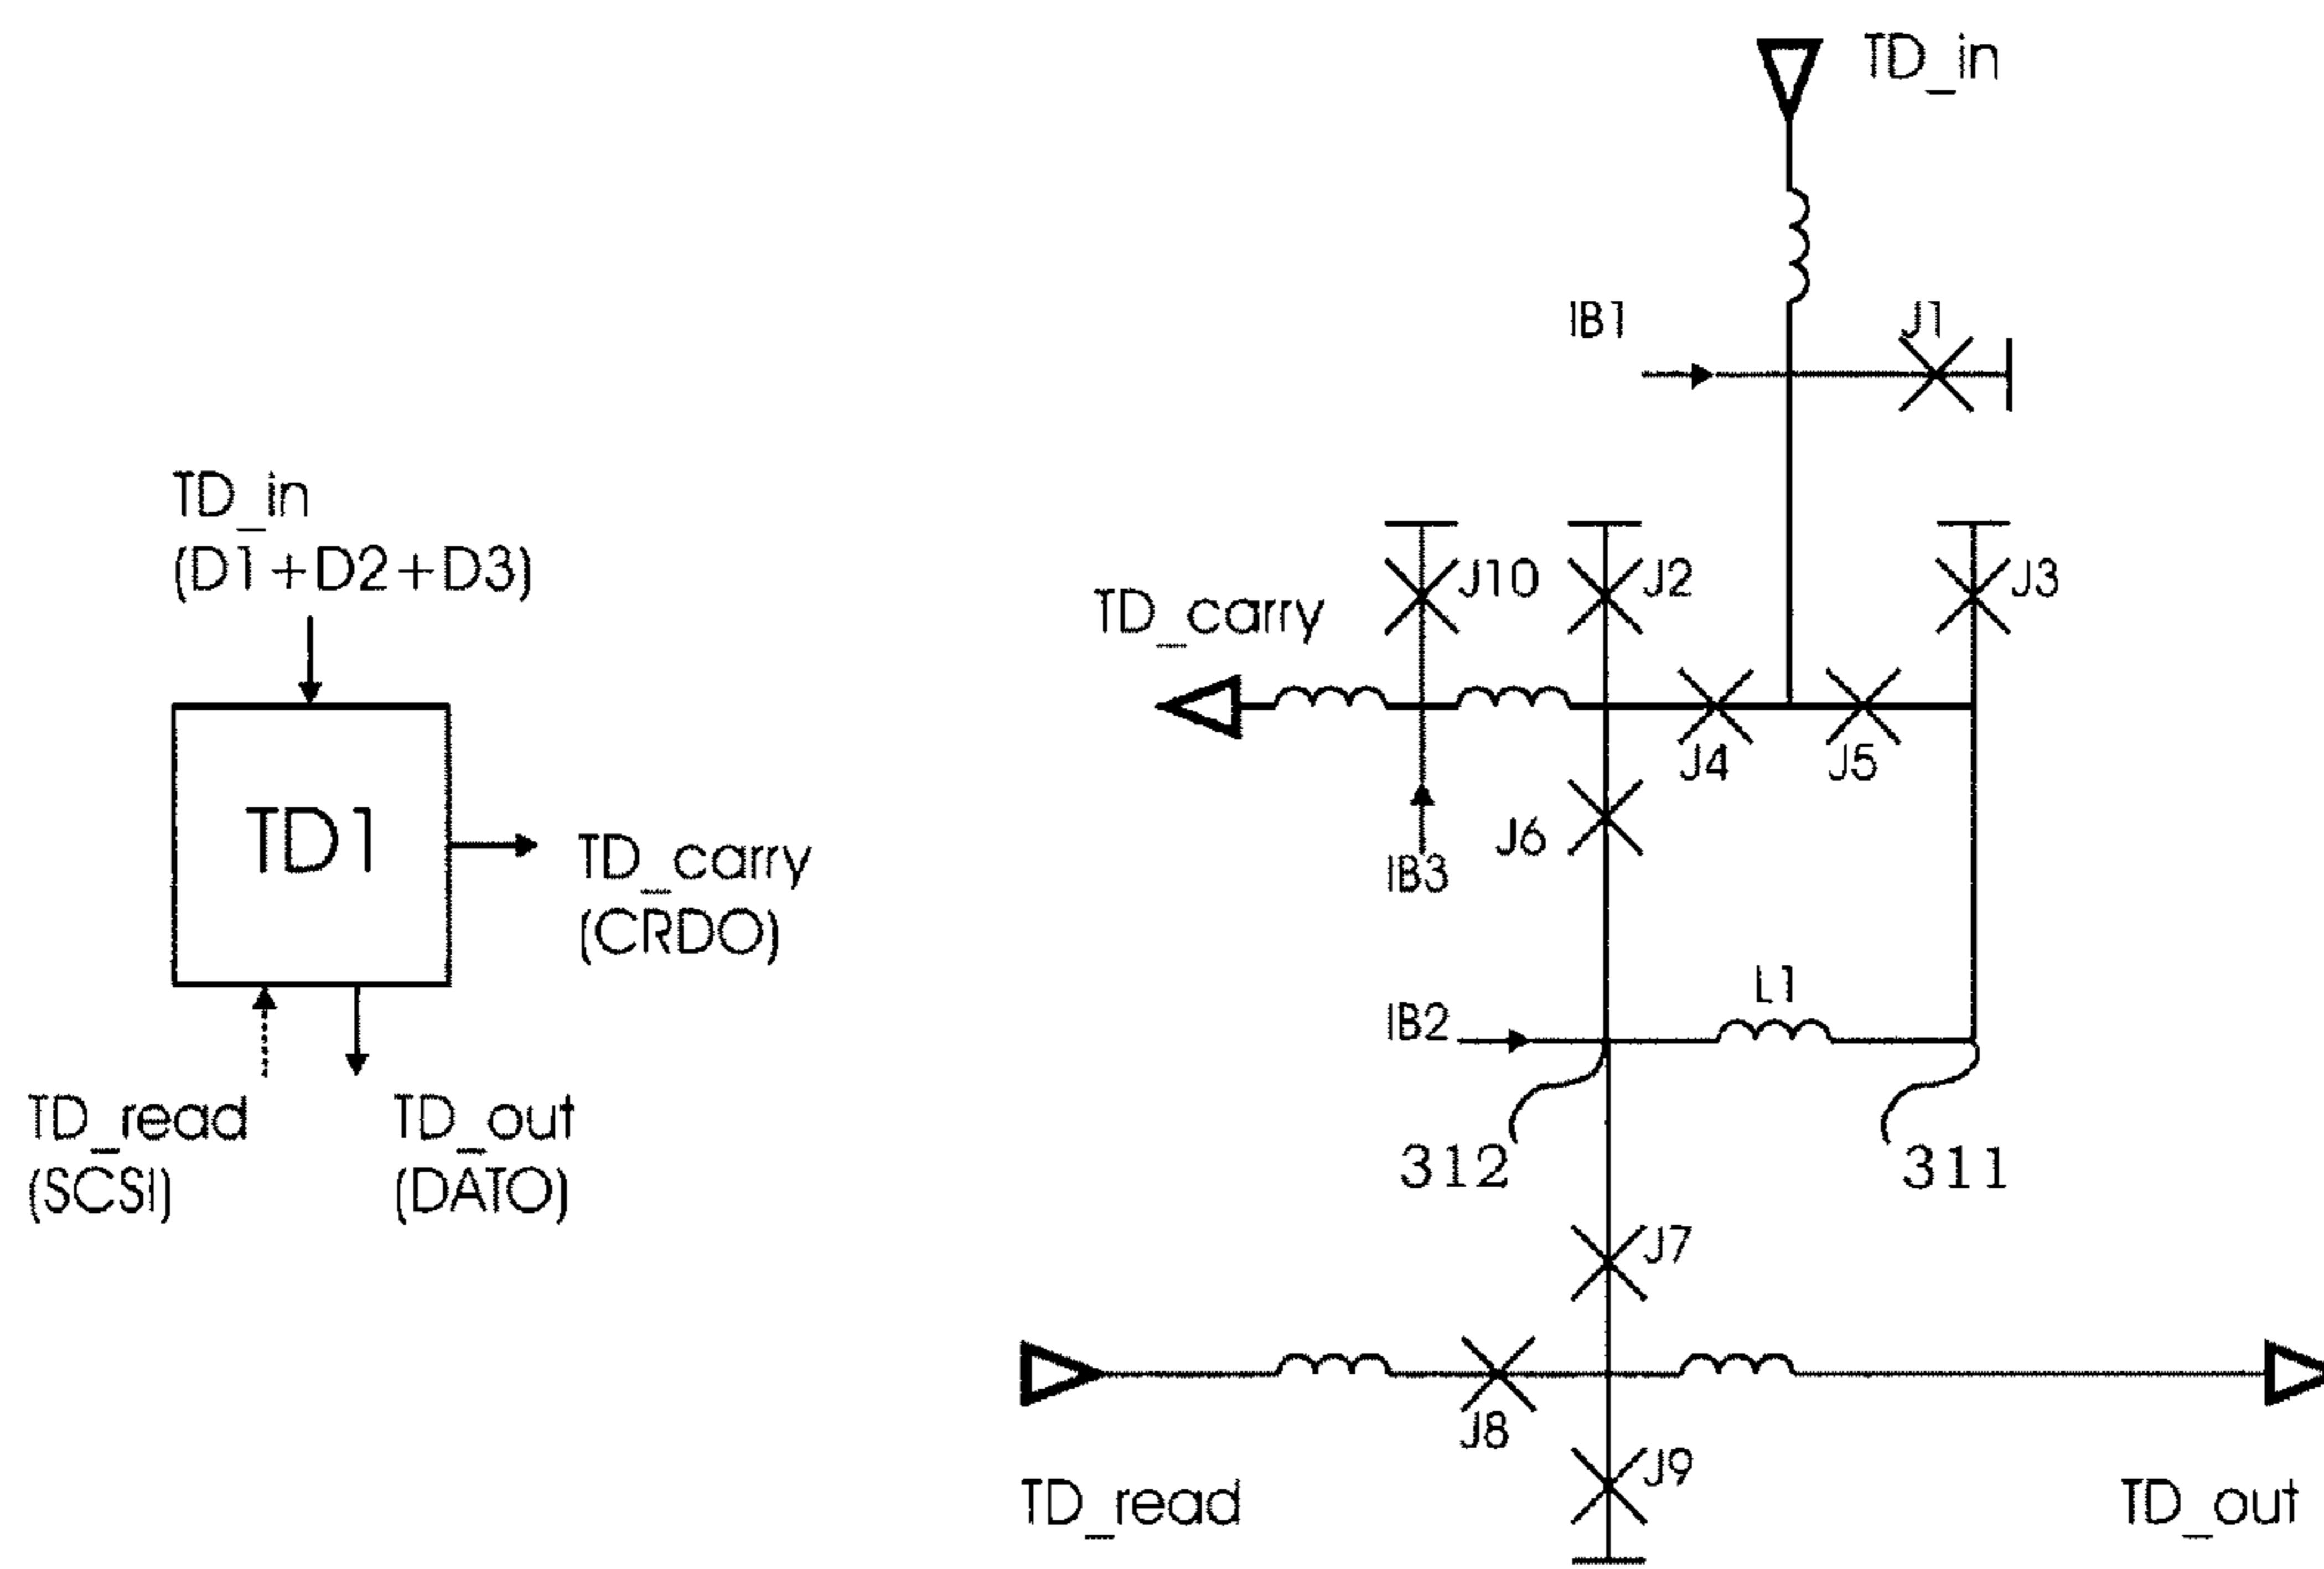 TD_in
(D1+D2+D3)
TD1
TD_carry
(CRDO)
TD_read
(SCSI)
TD_out
(DATO)
TD_in
IB1
J1
J10
J2
J3
TD_carry
J4
J5
J6
IB3
L1
IB2
312
311
J7
J8
J9
TD_read
TD_out